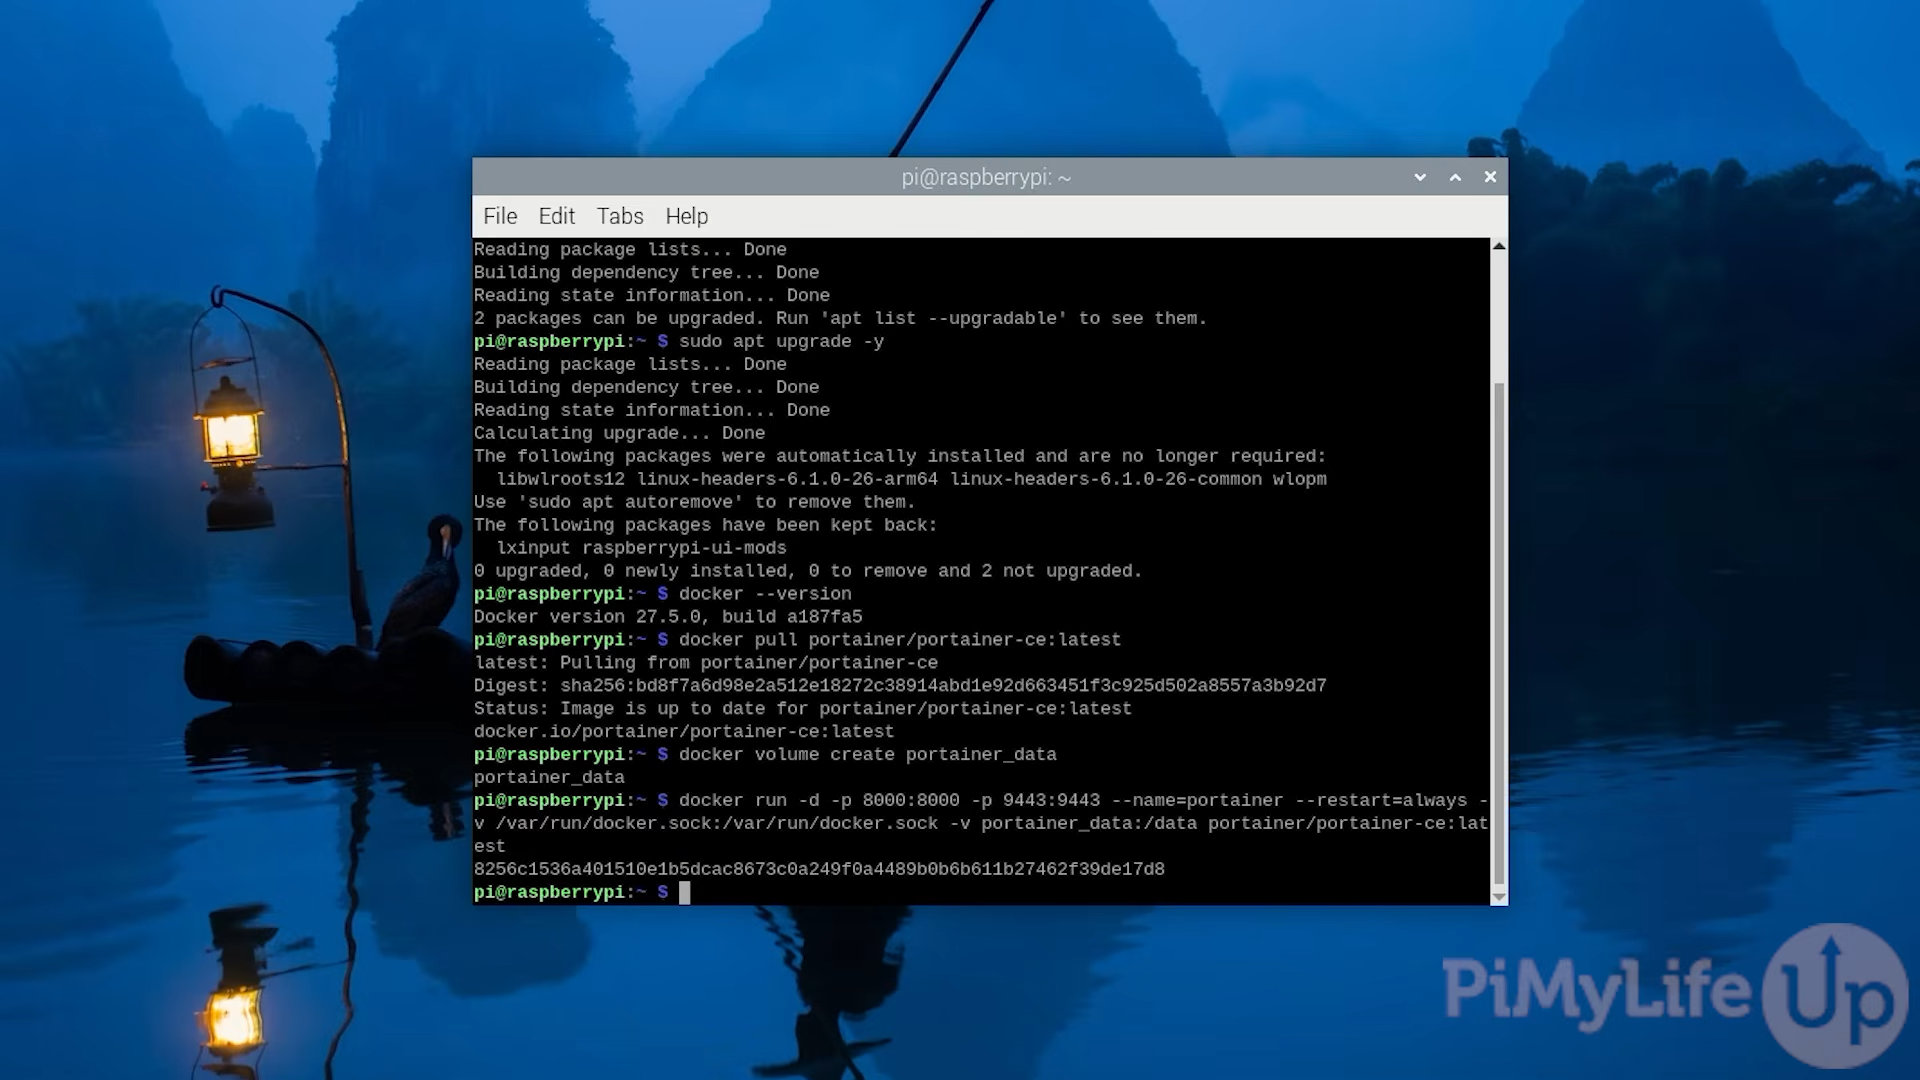 pi@raspberrypi: ~
File Edit Tabs Help
Reading package lists... Done
Building dependency tree... Done
Reading state information... Done
2 packages can be upgraded. Run 'apt list --upgradable' to see them.
pi@raspberrypi:~ $ sudo apt upgrade -y
Reading package lists... Done
Building dependency tree... Done
Reading state information... Done
Calculating upgrade... Done
The following packages were automatically installed and are no longer required:
  libwlroots12 linux-headers-6.1.0-26-arm64 linux-headers-6.1.0-26-common wlopm
Use 'sudo apt autoremove' to remove them.
The following packages have been kept back:
  lxinput raspberrypi-ui-mods
0 upgraded, 0 newly installed, 0 to remove and 2 not upgraded.
pi@raspberrypi:~ $ docker --version
Docker version 27.5.0, build a187fa5
pi@raspberrypi:~ $ docker pull portainer/portainer-ce:latest
latest: Pulling from portainer/portainer-ce
Digest: sha256:bd8f7a6d98e2a512e18272c38914abd1e92d663451f3c925d502a8557a3b92d7
Status: Image is up to date for portainer/portainer-ce:latest
docker.io/portainer/portainer-ce:latest
pi@raspberrypi:~ $ docker volume create portainer_data
portainer_data
pi@raspberrypi:~ $ docker run -d -p 8000:8000 -p 9443:9443 --name=portainer --restart=always -
v /var/run/docker.sock:/var/run/docker.sock -v portainer_data:/data portainer/portainer-ce:lat
est
8256c1536a401510e1b5dcac8673c0a249f0a4489b0b6b611b27462f39de17d8
pi@raspberrypi:~ $
PiMyLifeUp